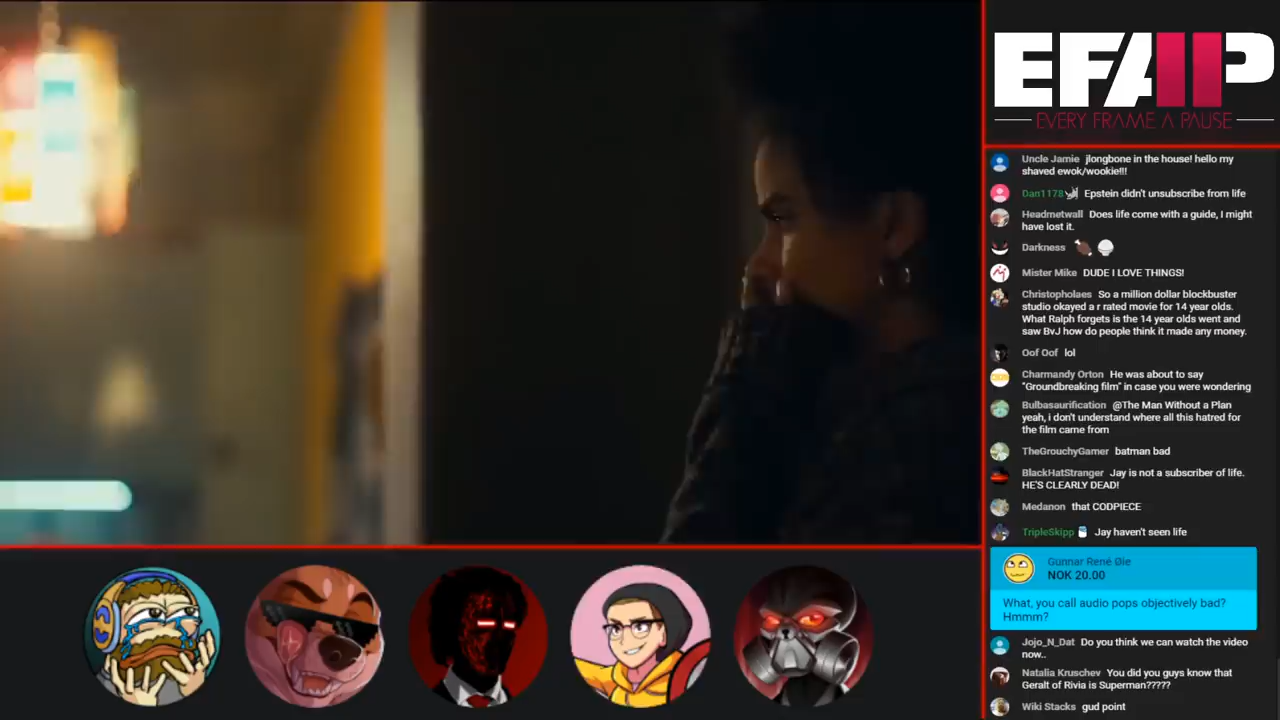 EFAP
EVERY FRAME A PAUSE
Uncle Jamie jlongbone in the house! hello my
shaved ewok/wookie!!!
Dan1178 Epstein didn't unsubscribe from life
Headmetwall Does life come with a guide, I might
have lost it.
Darkness
Mister Mike DUDE I LOVE THINGS!
Christopholaes So a million dollar blockbuster
studio okayed a r rated movie for 14 year olds.
What Ralph forgets is the 14 year olds went and
saw BvJ how do people think it made any money.
Oof Oof lol
Charmandy Orton He was about to say
"Groundbreaking film" in case you were wondering
Bulbasaurification @The Man Without a Plan
yeah, i don't understand where all this hatred for
the film came from
TheGrouchyGamer batman bad
BlackHatStranger Jay is not a subscriber of life.
HE'S CLEARLY DEAD!
Medanon that CODPIECE
TripleSkipp Jay haven't seen life
Gunnar René Øie
NOK 20.00
What, you call audio pops objectively bad?
Hmmm?
Jojo_N_Dat Do you think we can watch the video
now..
Natalia Kruschev You did you guys know that
Geralt of Rivia is Superman?????
Wiki Stacks gud point